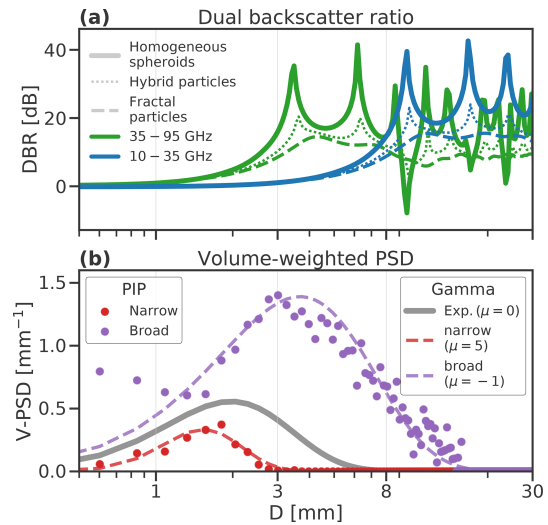 (a) Dual backscatter ratio
DBR [dB]
40
20
0
Homogeneous
spheroids
Hybrid particles
Fractal
particles
35 − 95 GHz
10 − 35 GHz
(b) Volume-weighted PSD
V-PSD [mm⁻¹]
1.5
1.0
0.5
0.0
PIP
Narrow
Broad
Gamma
Exp. (μ = 0)
narrow
(μ = 5)
broad
(μ = −1)
1 3 8 30
D [mm]